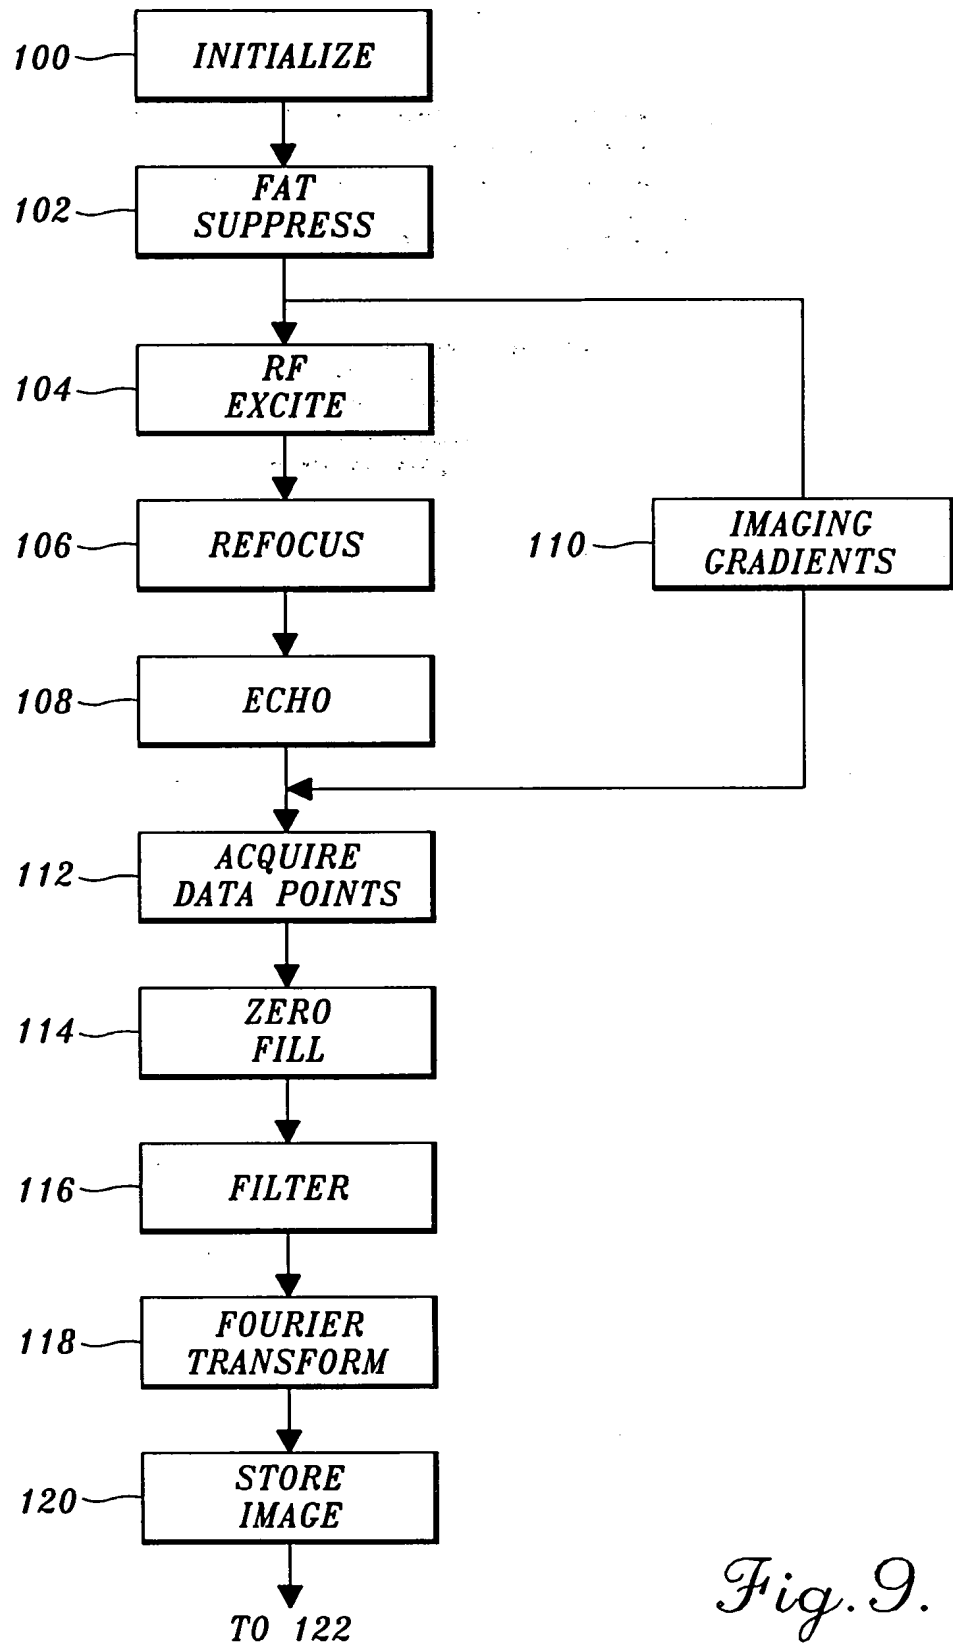 100
INITIALIZE
102
FAT
SUPPRESS
104
RF
EXCITE
106
REFOCUS
110
IMAGING
GRADIENTS
108
ECHO
112
ACQUIRE
DATA POINTS
114
ZERO
FILL
116
FILTER
118
FOURIER
TRANSFORM
120
STORE
IMAGE
TO 122
Fig. 9.